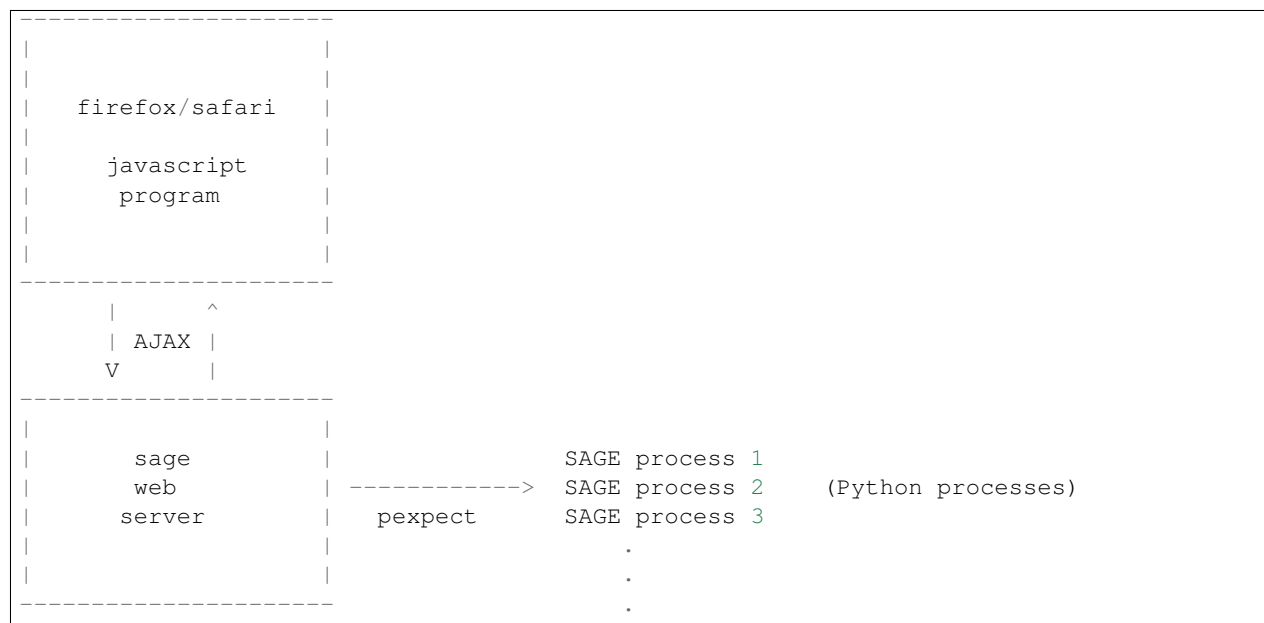 ----------------------
|                     |
|                     |
|   firefox/safari    |
|                     |
|     javascript      |
|      program        |
|                     |
|                     |
----------------------
      |      ^
      | AJAX |
      V      |
----------------------
|                     |
|       sage          |                SAGE process 1
|       web           | ------------>  SAGE process 2    (Python processes)
|      server         |   pexpect      SAGE process 3
|                     |                    .
|                     |                    .
----------------------                     .